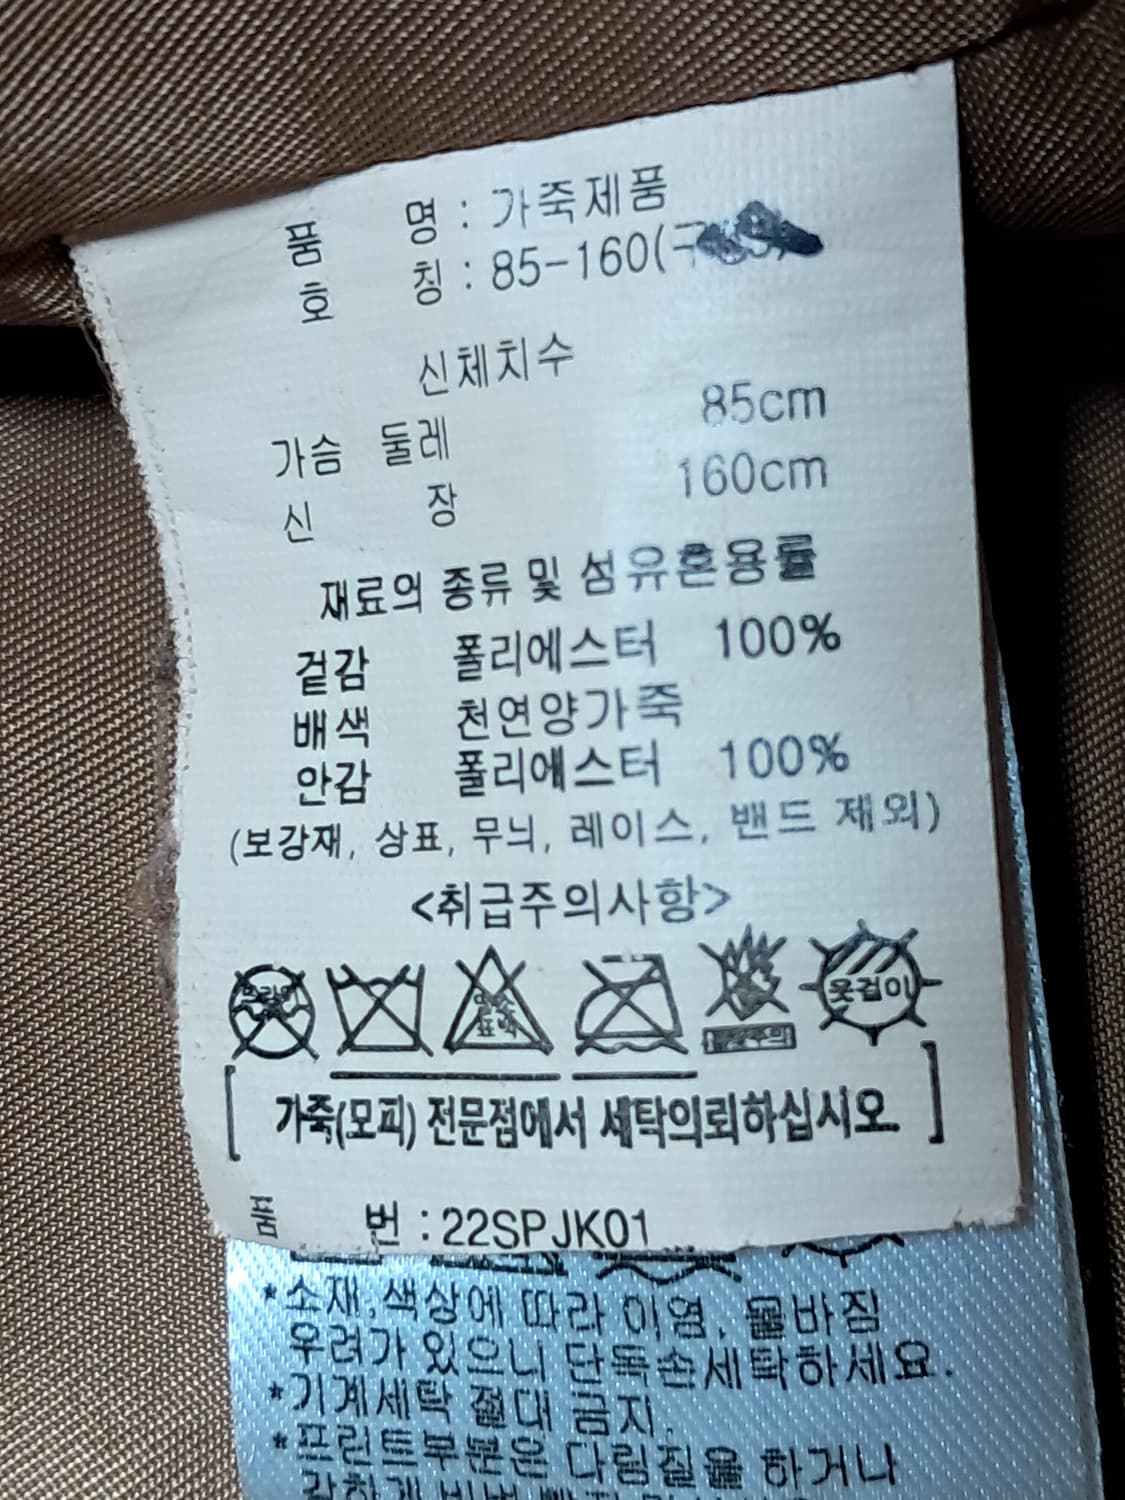 품 명 : 가죽제품
호 칭 : 85-160(구
신체치수
가슴 둘레 85cm
신 장 160cm
재료의 종류 및 섬유혼용률
겉감 폴리에스터 100%
배색 천연양가죽
안감 폴리에스터 100%
(보강재, 상표, 무늬, 레이스, 밴드 제외)
<취급주의사항>
옷걸이
[ 가죽(모피) 전문점에서 세탁의뢰하십시오. ]
품 번 : 22SPJK01
*소재,색상에 따라 이염, 물바짐
우려가 있으니 단독손세탁하세요.
*기계세탁 절대 금지.
*프린트부분은 다림질을 하거나